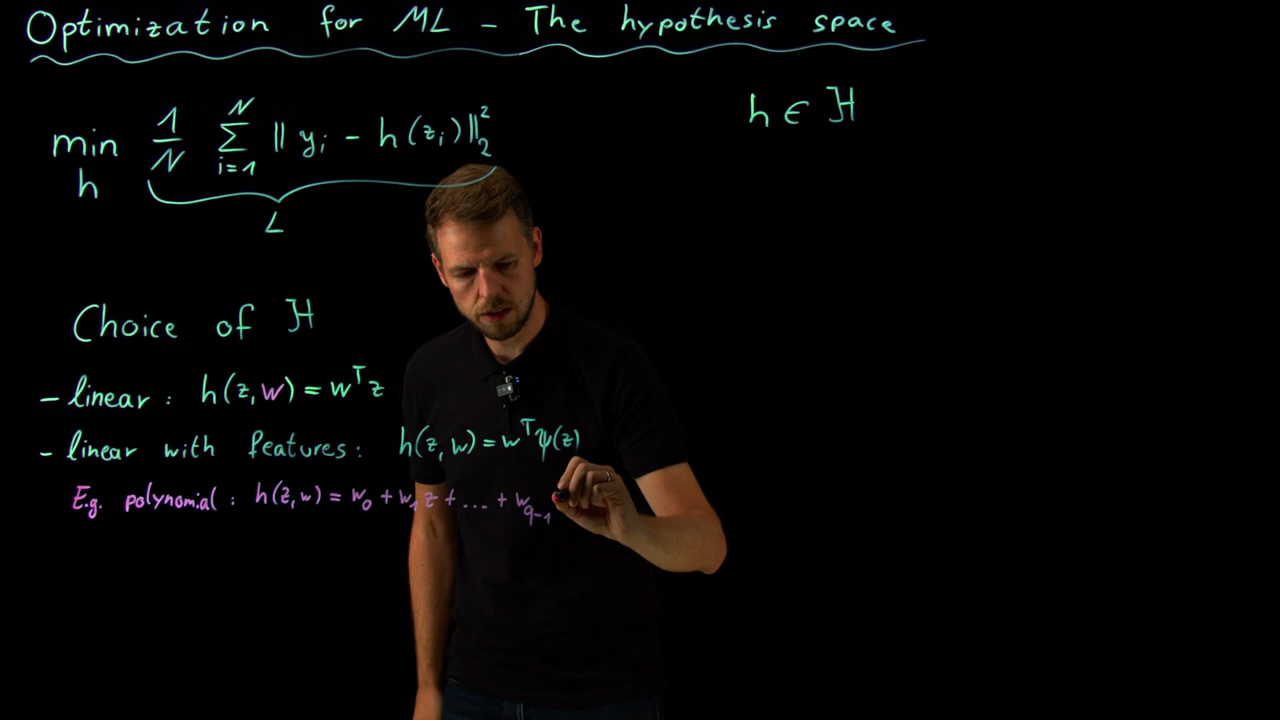 Optimization for ML - The hypothesis space
min h 1/N N Σ i=1 || y_i - h(z_i) ||_2^2
L
h ∈ H
Choice of H
- linear : h(z, w) = w^T z
- linear with features : h(z, w) = w^T ψ(z)
E.g. polynomial : h(z, w) = w_0 + w_1 z + ... + w_{q-1}